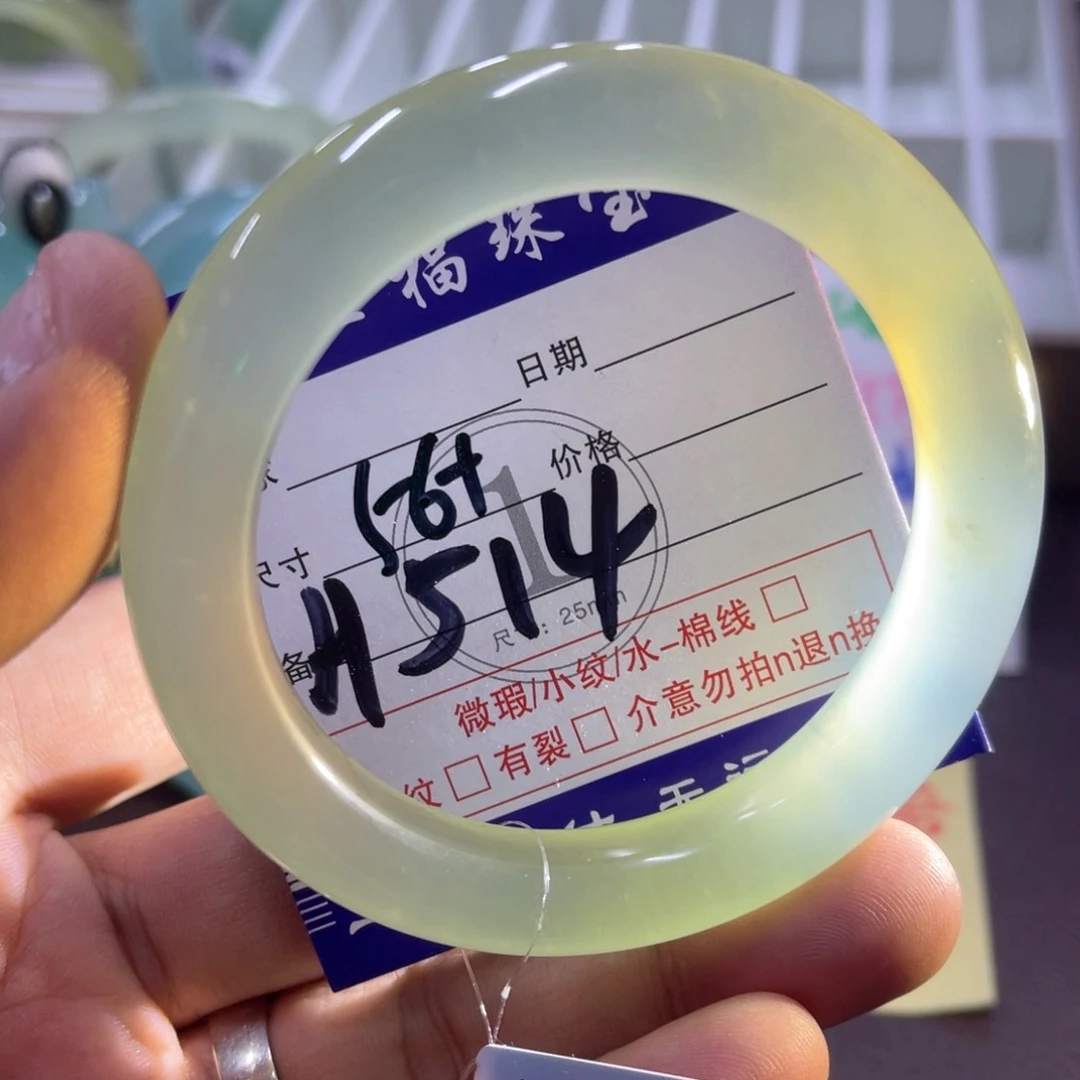 福珠宝
日期
56+
价格
尺寸
H514
1
尺寸: 25mm
备
微瑕/小纹/水-棉线 □
纹 □ 有裂 □ 介意勿拍n退n换